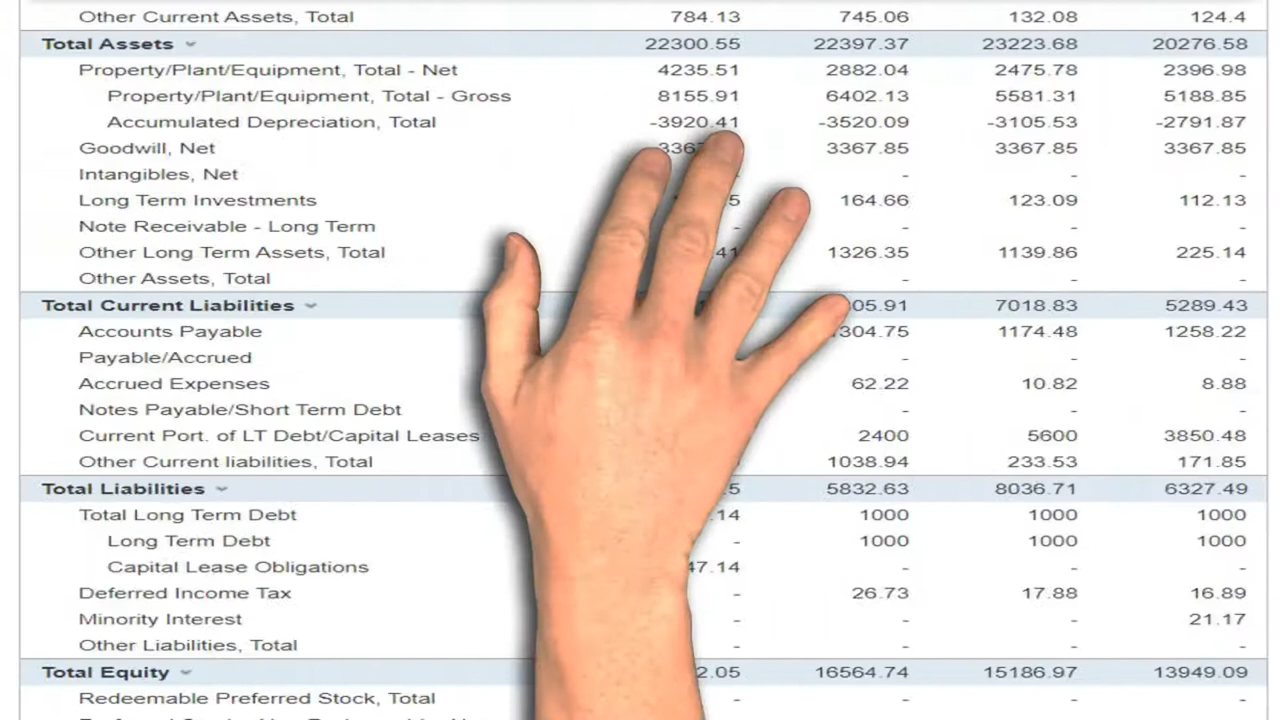 Other Current Assets, Total 784.13 745.06 132.08 124.4
Total Assets 22300.55 22397.37 23223.68 20276.58
Property/Plant/Equipment, Total - Net 4235.51 2882.04 2475.78 2396.98
Property/Plant/Equipment, Total - Gross 8155.91 6402.13 5581.31 5188.85
Accumulated Depreciation, Total -3920.41 -3520.09 -3105.53 -2791.87
Goodwill, Net 3367.85 3367.85 3367.85
Intangibles, Net - - - -
Long Term Investments 164.66 123.09 112.13
Note Receivable - Long Term - - - -
Other Long Term Assets, Total 1326.35 1139.86 225.14
Other Assets, Total - - -
Total Current Liabilities 7018.83 5289.43
Accounts Payable 1174.48 1258.22
Payable/Accrued - - -
Accrued Expenses 62.22 10.82 8.88
Notes Payable/Short Term Debt - - -
Current Port. of LT Debt/Capital Leases 2400 5600 3850.48
Other Current liabilities, Total 1038.94 233.53 171.85
Total Liabilities 5832.63 8036.71 6327.49
Total Long Term Debt 1000 1000 1000
Long Term Debt - 1000 1000 1000
Capital Lease Obligations - - -
Deferred Income Tax - 26.73 17.88 16.89
Minority Interest - - - 21.17
Other Liabilities, Total - - - -
Total Equity 16564.74 15186.97 13949.09
Redeemable Preferred Stock, Total - - - -